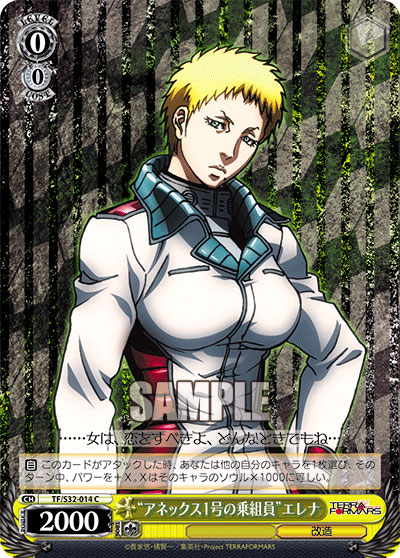 LEVEL
0
0
COST
SAMPLE
……女は、恋をすべきよ、どんなときでもね…
このカードがアタックした時、あなたは他の自分のキャラを1枚選び、そのターン中、パワーを+X。Xはそのキャラのソウル×1000に等しい。
CH TF/S32-014 C
2000
“アネックス1号の乗組員”エレナ
TERRA FORMARS
改造
©貴家悠・橘賢一/集英社・Project TERRAFORMARS